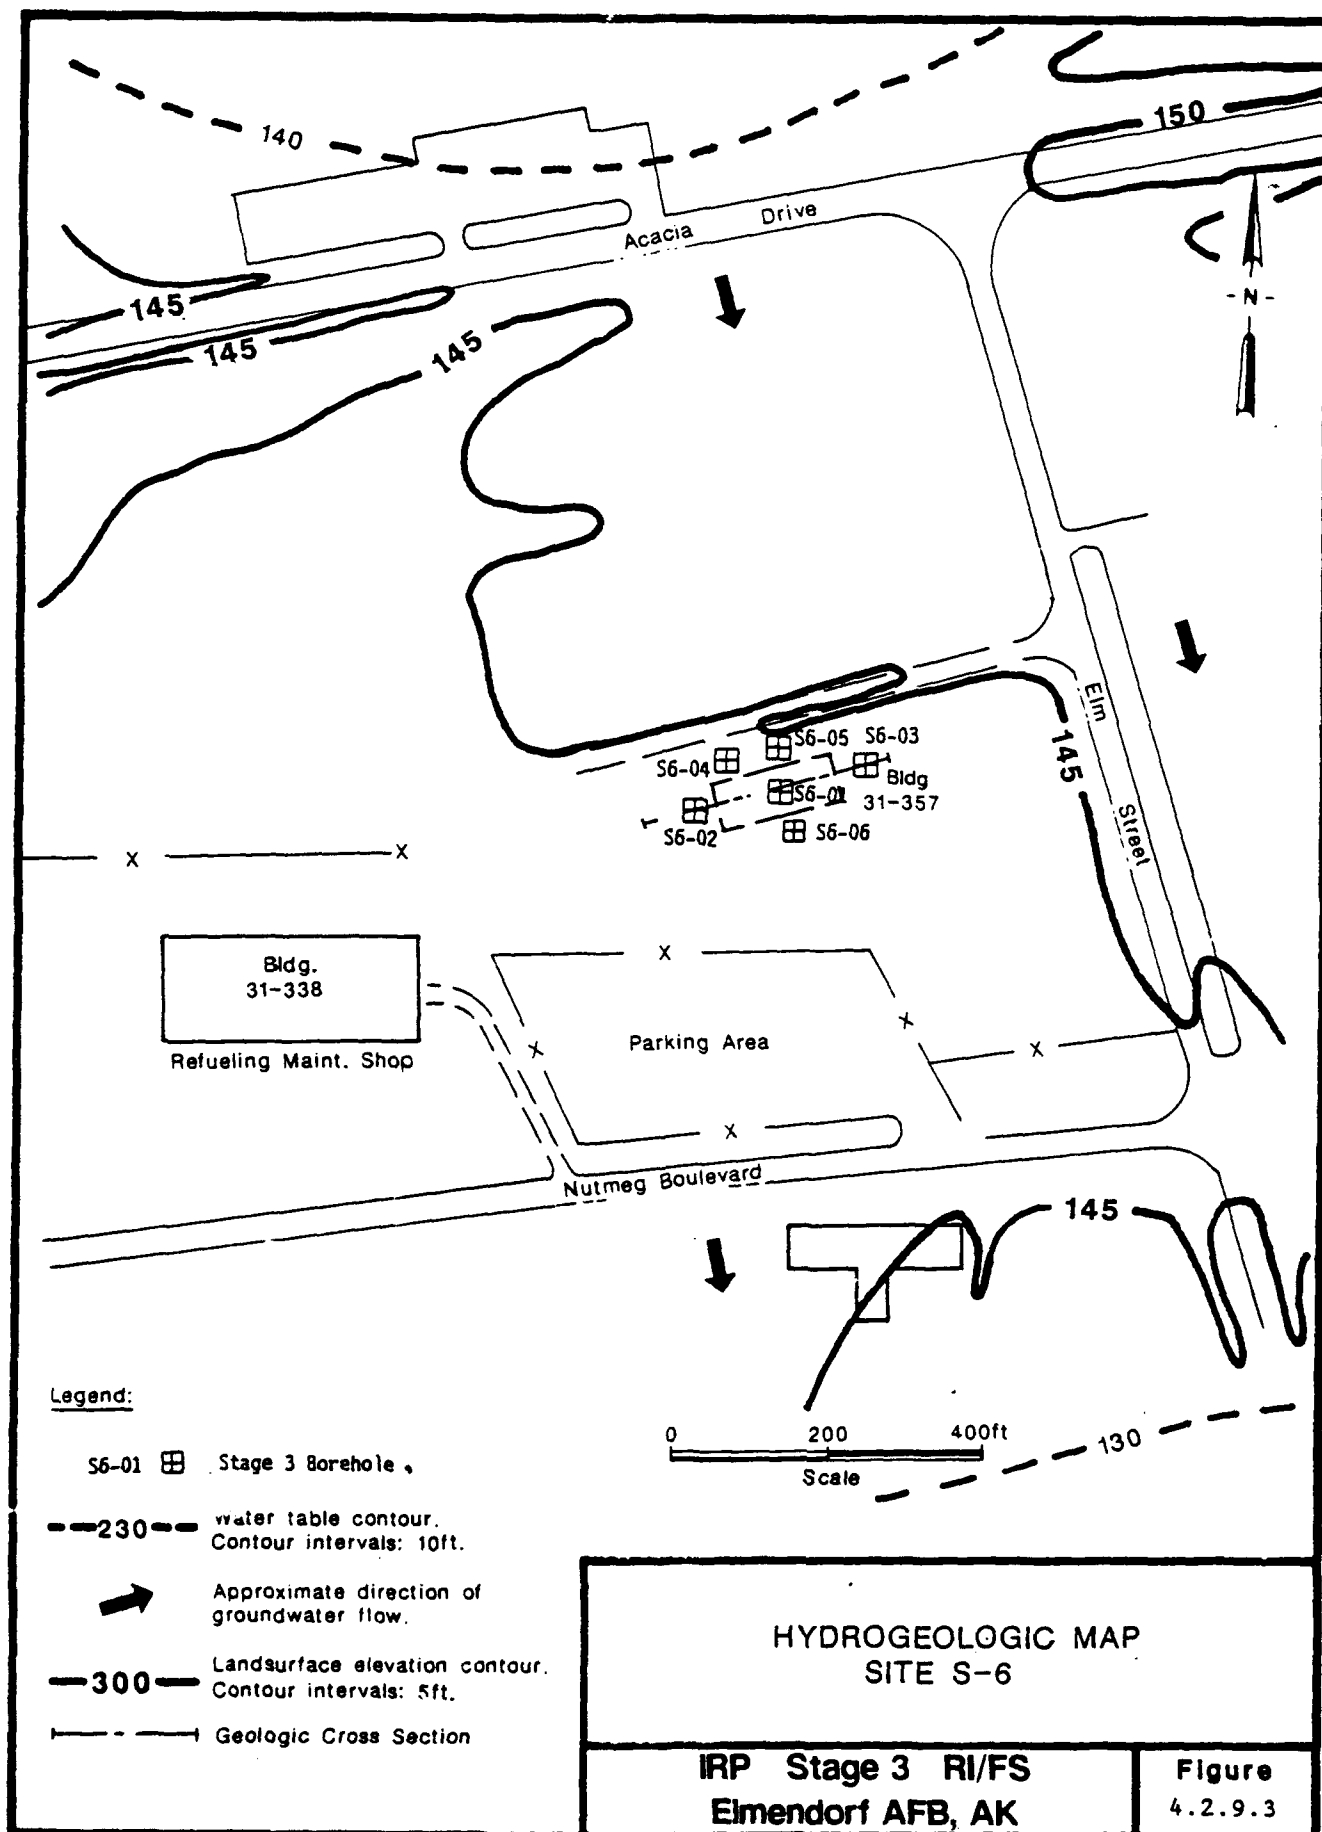 140
150
Acacia Drive
- N -
145
145
145
Elm Street
145
S6-05
S6-03
S6-04
Bldg
31-357
S6-01
S6-02
S6-06
X
X
X
Bldg.
31-338
Refueling Maint. Shop
X
X
X
Parking Area
X
Nutmeg Boulevard
145
130
0 200 400ft
Scale
Legend:
S6-01 Stage 3 Borehole
230 Water table contour.
Contour intervals: 10ft.
Approximate direction of
groundwater flow.
300 Landsurface elevation contour.
Contour intervals: 5ft.
Geologic Cross Section
HYDROGEOLOGIC MAP
SITE S-6
IRP Stage 3 RI/FS
Elmendorf AFB, AK
Figure
4.2.9.3